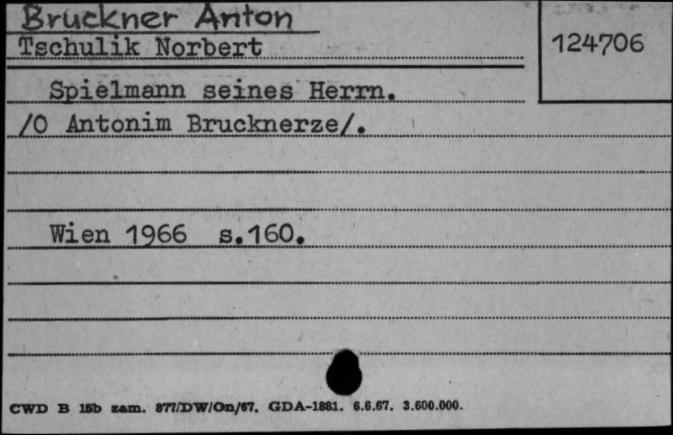 Bruckner Anton
Tschulik Norbert
124706
Spielmann seines Herrn.
/O Antonim Brucknerze/.
Wien 1966 s.160.
CWD B 15b zam. 877/DW/On/67. GDA-1881. 6.6.67. 3.600.000.